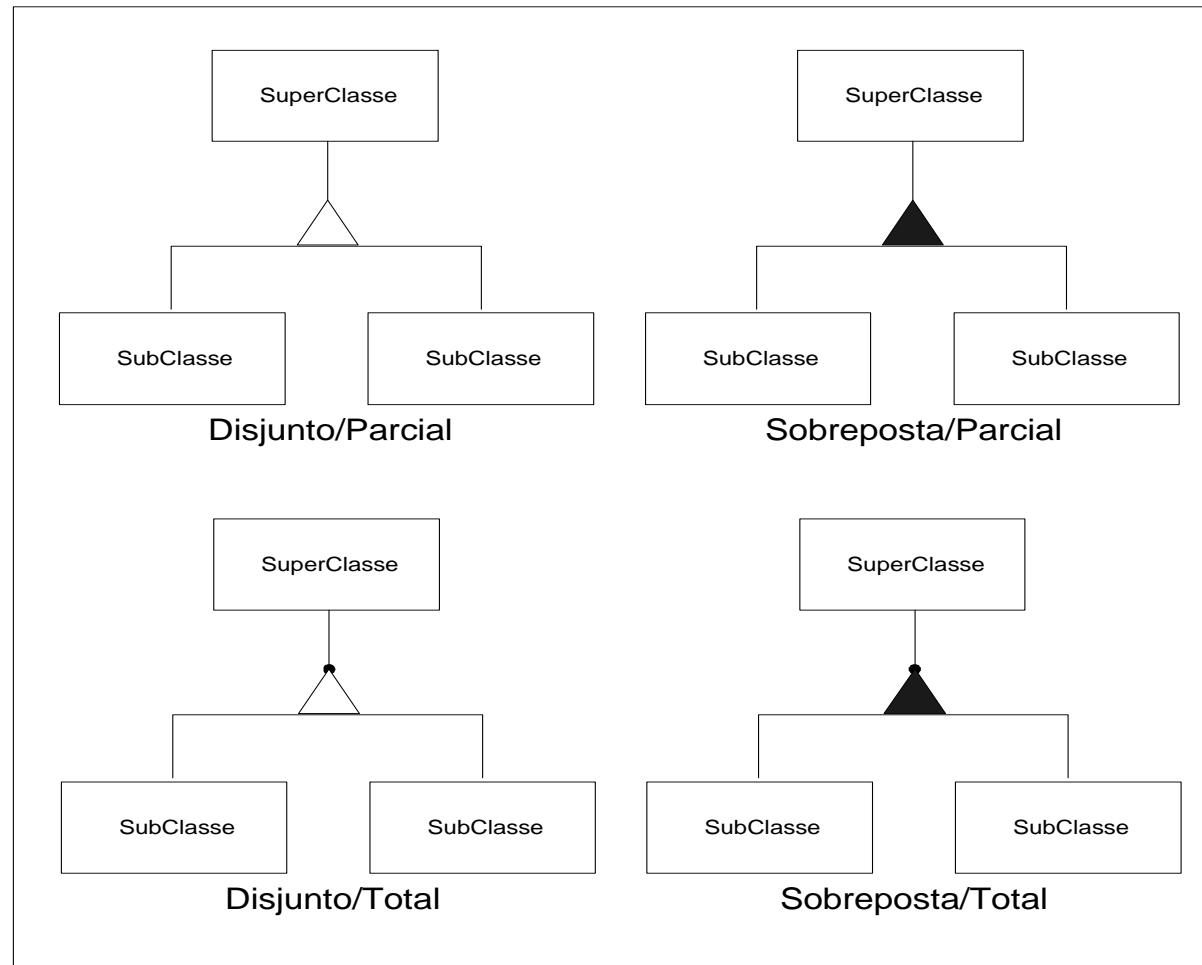 SuperClasse SuperClasse
SubClasse SubClasse SubClasse SubClasse
Disjunto/Parcial Sobreposta/Parcial
SuperClasse SuperClasse
SubClasse SubClasse SubClasse SubClasse
Disjunto/Total Sobreposta/Total